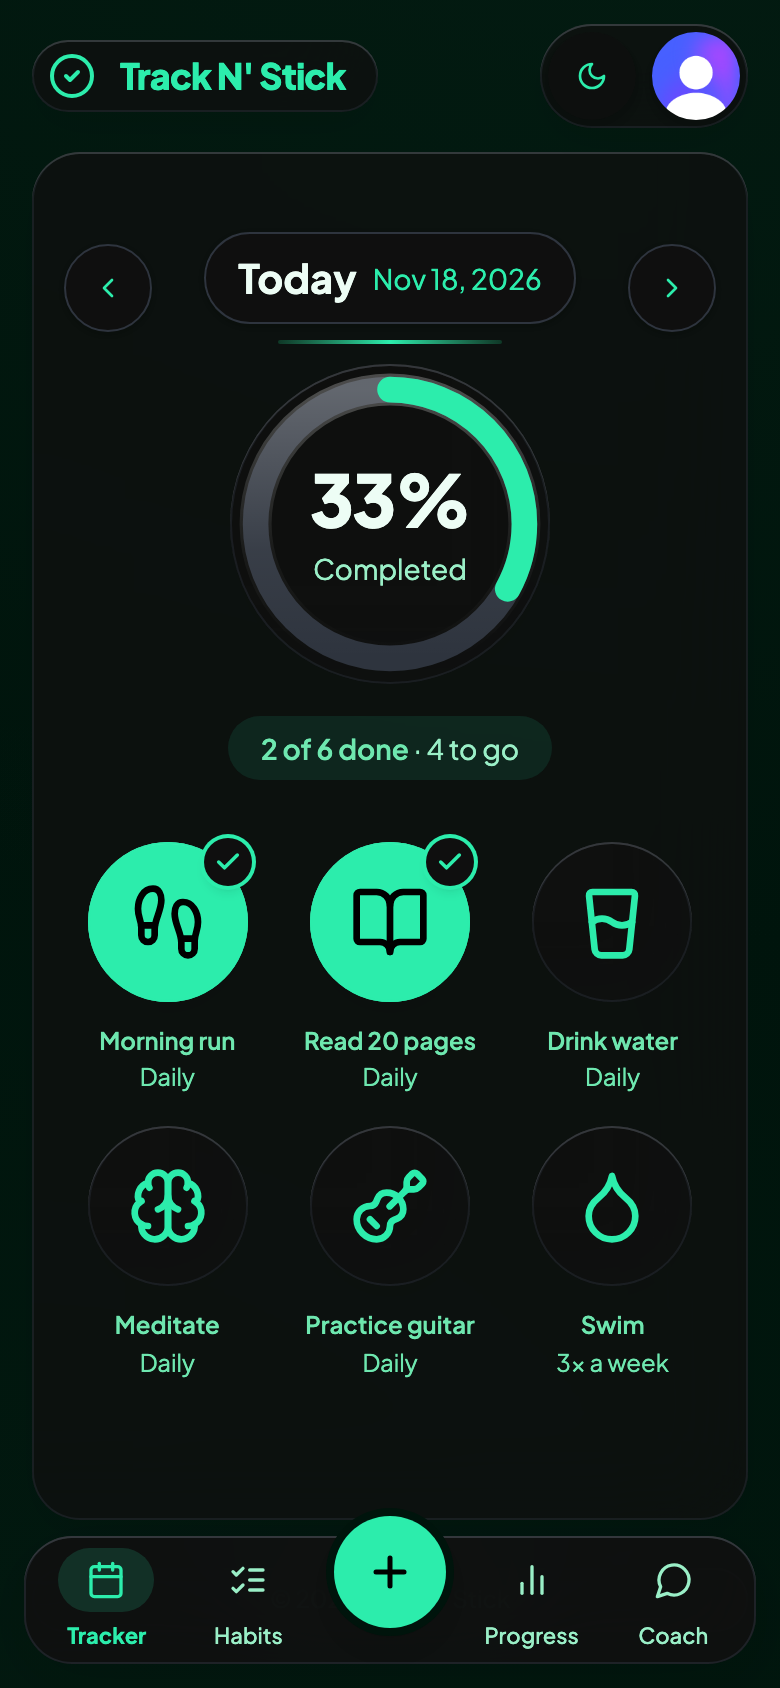 Track N' Stick
Today Nov 18, 2026
33%
Completed
2 of 6 done · 4 to go
Morning run
Daily
Read 20 pages
Daily
Drink water
Daily
Meditate
Daily
Practice guitar
Daily
Swim
3× a week
Tracker
Habits
Progress
Coach